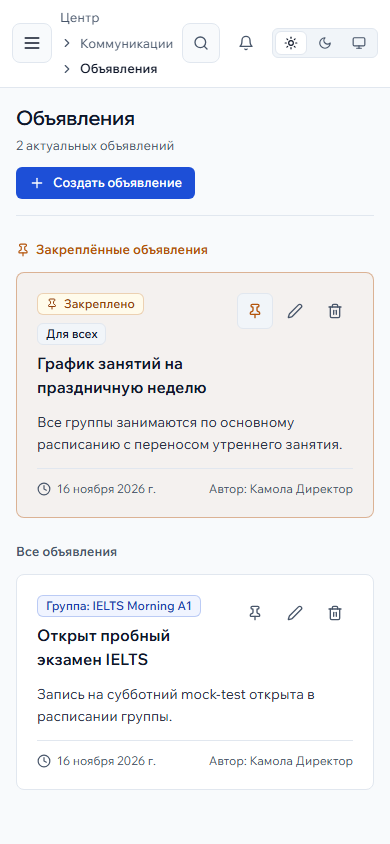 Центр
Коммуникации
Объявления
Объявления
2 актуальных объявлений
Создать объявление
Закреплённые объявления
Закреплено
Для всех
График занятий на
праздничную неделю
Все группы занимаются по основному
расписанию с переносом утреннего занятия.
16 ноября 2026 г. Автор: Камола Директор
Все объявления
Группа: IELTS Morning A1
Открыт пробный
экзамен IELTS
Запись на субботний mock-test открыта в
расписании группы.
16 ноября 2026 г. Автор: Камола Директор